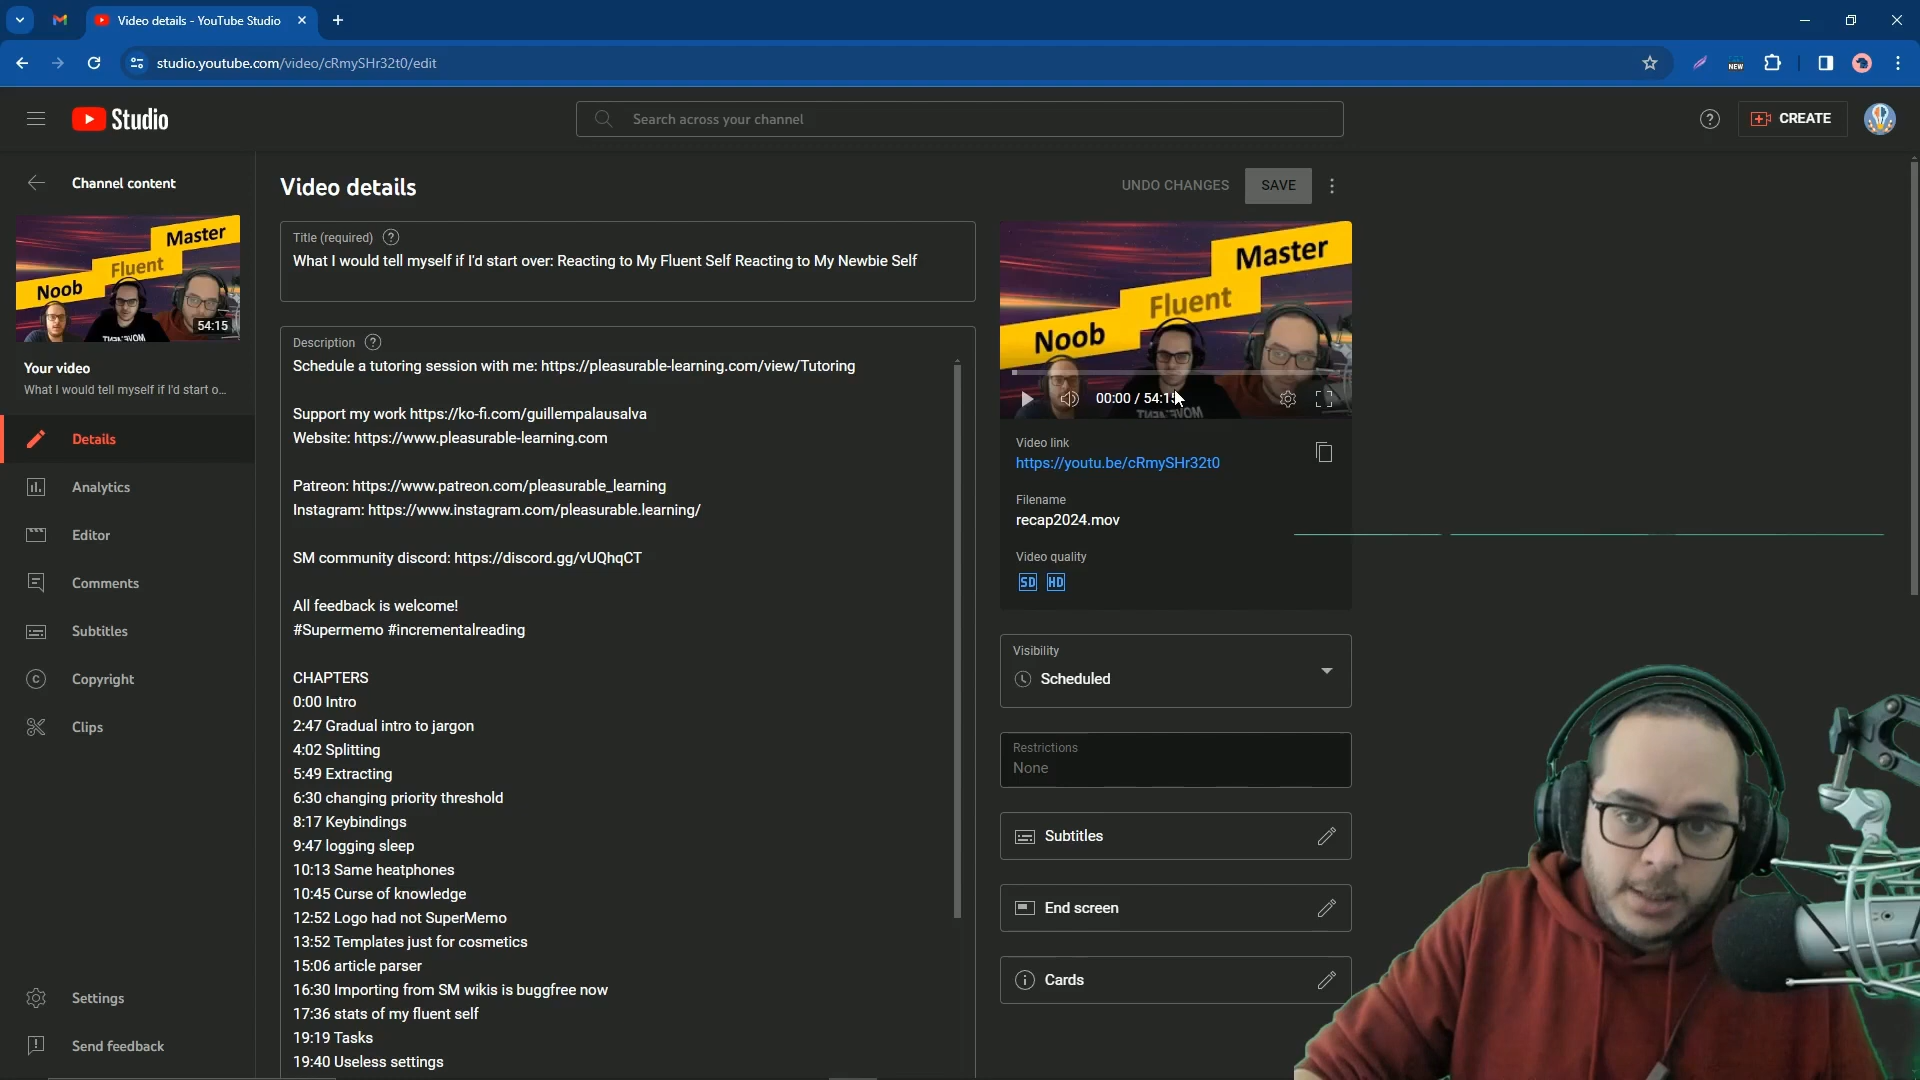 Video details - YouTube Studio
studio.youtube.com/video/cRmySHr32t0/edit
NEW
Studio
Search across your channel
CREATE
Channel content
Video details
UNDO CHANGES
SAVE
Noob
Fluent
Master
54:15
Your video
What I would tell myself if I'd start o...
Details
Analytics
Editor
Comments
Subtitles
Copyright
Clips
Settings
Send feedback
Title (required)
What I would tell myself if I'd start over: Reacting to My Fluent Self Reacting to My Newbie Self
Description
Schedule a tutoring session with me: https://pleasurable-learning.com/view/Tutoring
Support my work https://ko-fi.com/guillempalausalva
Website: https://www.pleasurable-learning.com
Patreon: https://www.patreon.com/pleasurable_learning
Instagram: https://www.instagram.com/pleasurable.learning/
SM community discord: https://discord.gg/vUQhqCT
All feedback is welcome!
#Supermemo #incrementalreading
CHAPTERS
0:00 Intro
2:47 Gradual intro to jargon
4:02 Splitting
5:49 Extracting
6:30 changing priority threshold
8:17 Keybindings
9:47 logging sleep
10:13 Same heatphones
10:45 Curse of knowledge
12:52 Logo had not SuperMemo
13:52 Templates just for cosmetics
15:06 article parser
16:30 Importing from SM wikis is buggfree now
17:36 stats of my fluent self
19:19 Tasks
19:40 Useless settings
Noob
Fluent
Master
MOVEMENT
00:00 / 54:15
Video link
https://youtu.be/cRmySHr32t0
Filename
recap2024.mov
Video quality
SD HD
Visibility
Scheduled
Restrictions
None
Subtitles
End screen
Cards